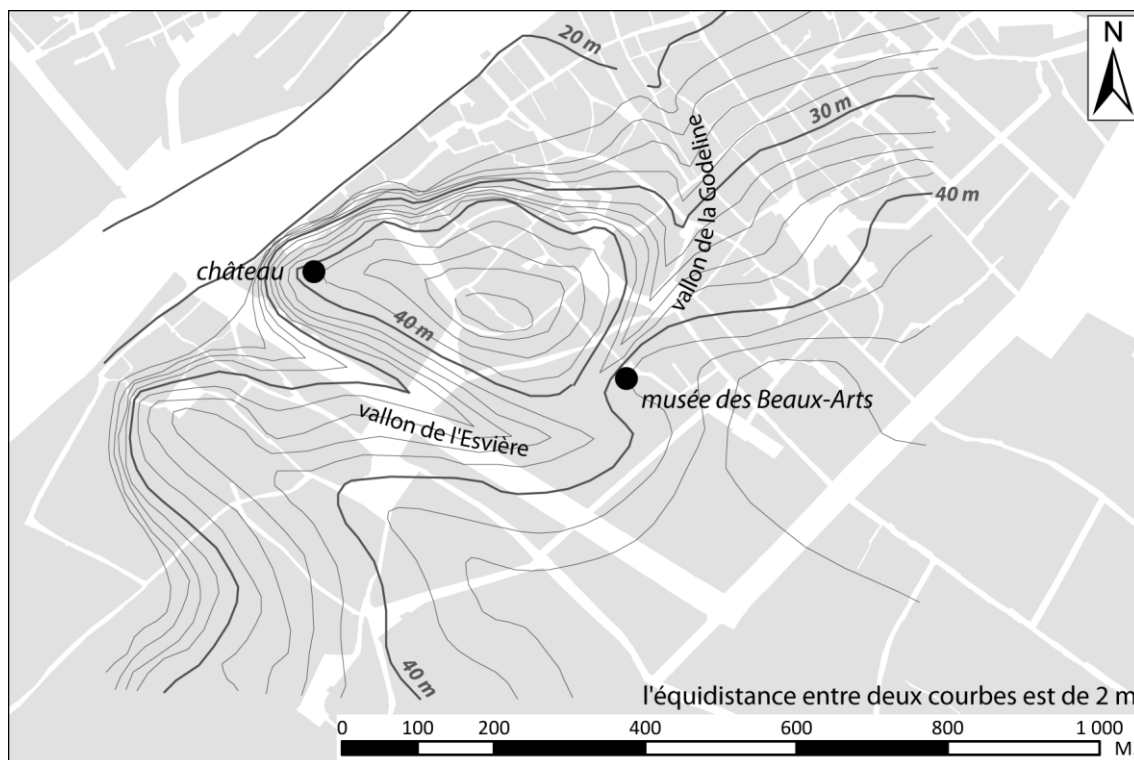 N
20 m
30 m
vallon de la Godeline
40 m
château
40 m
musée des Beaux-Arts
vallon de l'Esvière
40 m
l'équidistance entre deux courbes est de 2 m
0 100 200 400 600 800 1 000
M